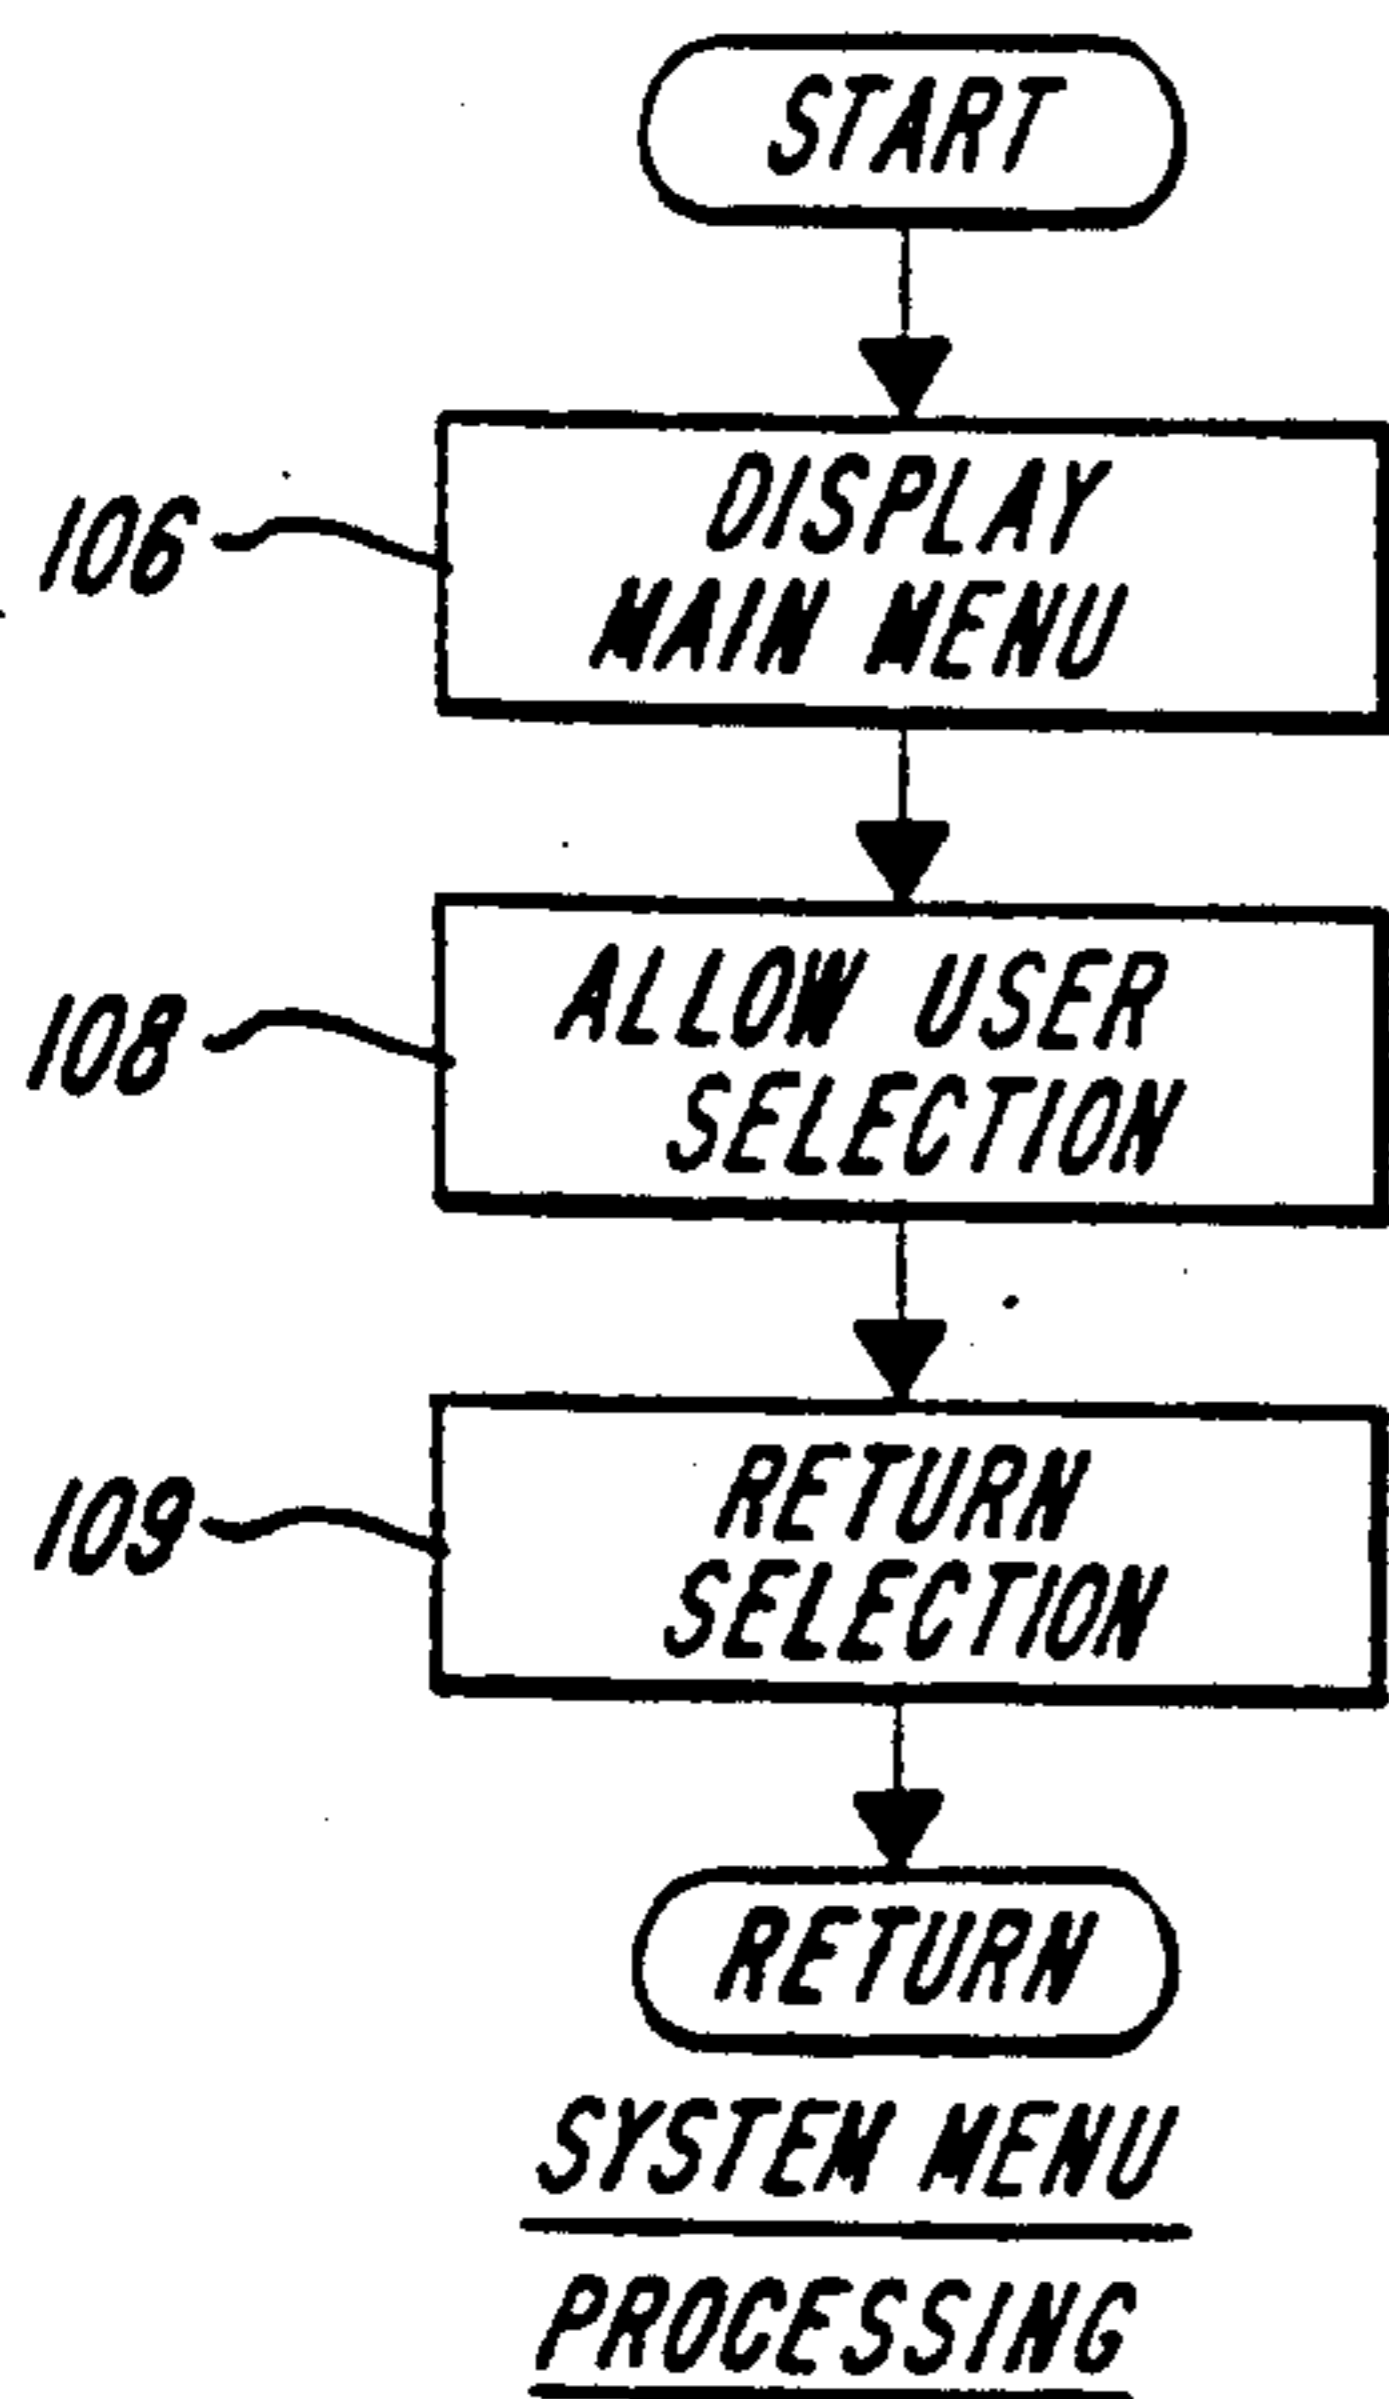 START
106
DISPLAY
MAIN MENU
108
ALLOW USER
SELECTION
109
RETURN
SELECTION
RETURN
SYSTEM MENU
PROCESSING